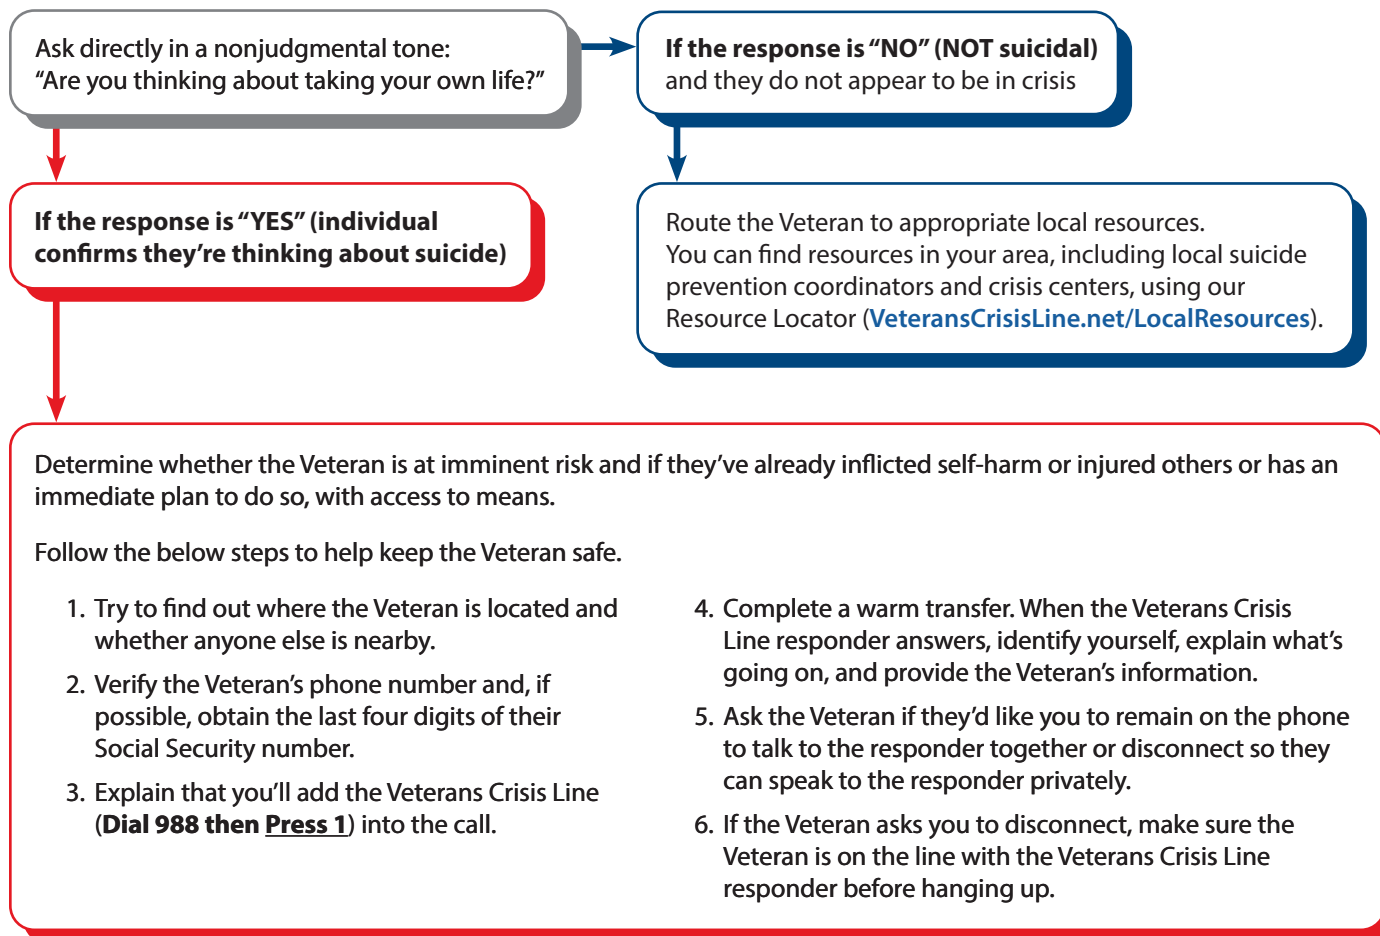 Ask directly in a nonjudgmental tone:
“Are you thinking about taking your own life?”
If the response is “NO” (NOT suicidal)
and they do not appear to be in crisis
If the response is “YES” (individual
confirms they’re thinking about suicide)
Route the Veteran to appropriate local resources.
You can find resources in your area, including local suicide
prevention coordinators and crisis centers, using our
Resource Locator (VeteransCrisisLine.net/LocalResources).
Determine whether the Veteran is at imminent risk and if they’ve already inflicted self-harm or injured others or has an
immediate plan to do so, with access to means.
Follow the below steps to help keep the Veteran safe.
1. Try to find out where the Veteran is located and
whether anyone else is nearby.
2. Verify the Veteran’s phone number and, if
possible, obtain the last four digits of their
Social Security number.
3. Explain that you’ll add the Veterans Crisis Line
(Dial 988 then Press 1) into the call.
4. Complete a warm transfer. When the Veterans Crisis
Line responder answers, identify yourself, explain what’s
going on, and provide the Veteran’s information.
5. Ask the Veteran if they’d like you to remain on the phone
to talk to the responder together or disconnect so they
can speak to the responder privately.
6. If the Veteran asks you to disconnect, make sure the
Veteran is on the line with the Veterans Crisis Line
responder before hanging up.